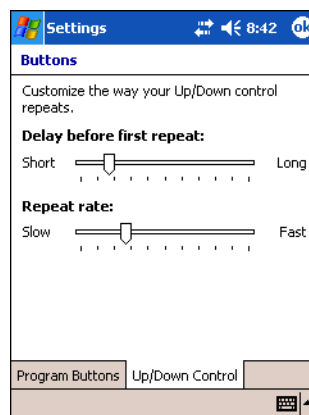 Settings 8:42 ok
Buttons
Customize the way your Up/Down control
repeats.
Delay before first repeat:
Short Long
Repeat rate:
Slow Fast
Program Buttons Up/Down Control